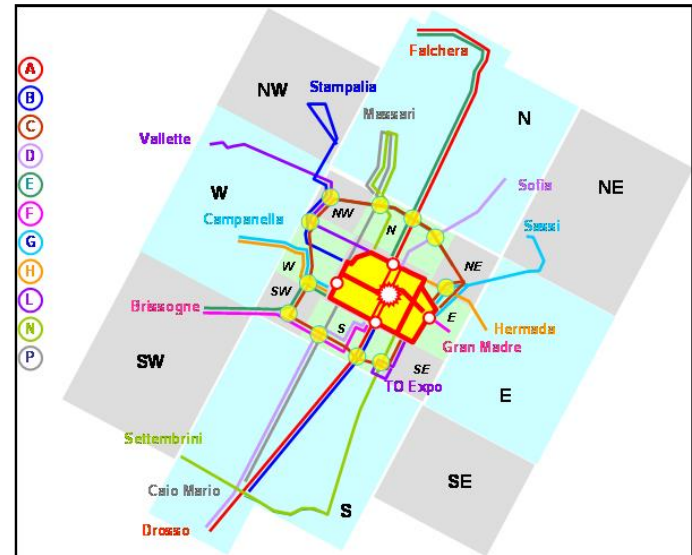 Falchera
A
B
C
D
E
F
G
H
L
N
P
NW
Stampalia
Massari
N
Vallette
Sofia
NE
W
Campanella
NW
N
Sassi
NE
W
SW
E
Brissogne
S
Hermada
Gran Madre
SW
SE
TO Expo
E
Settembrini
Caio Mario
SE
S
Drosso